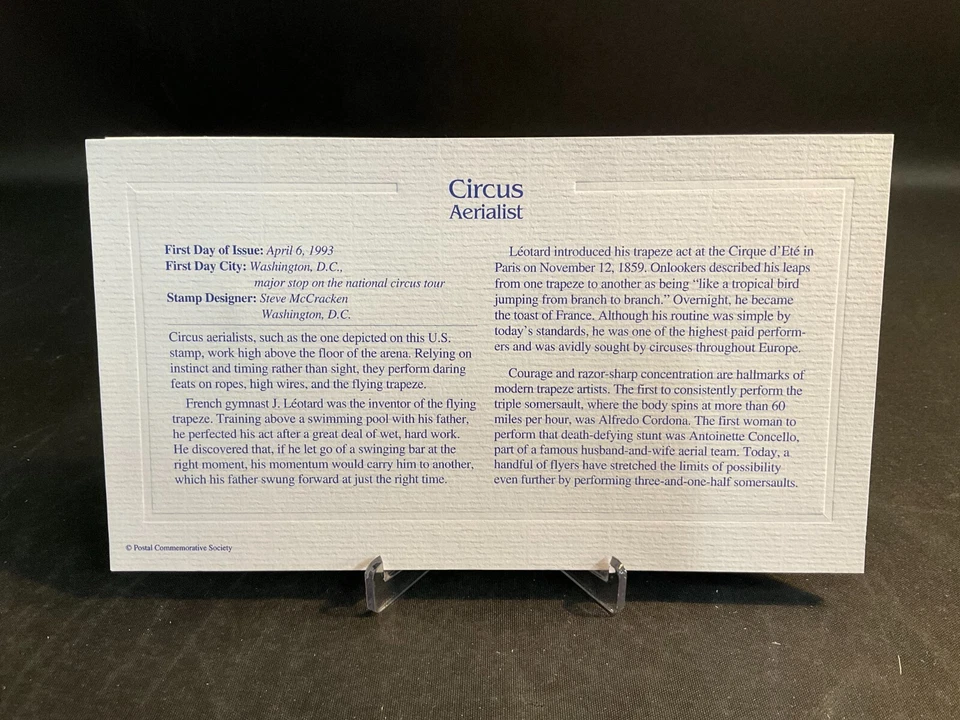 Circus
Aerialist
First Day of Issue: April 6, 1993
First Day City: Washington, D.C.,
major stop on the national circus tour
Stamp Designer: Steve McCracken
Washington, D.C.
Circus aerialists, such as the one depicted on this U.S.
stamp, work high above the floor of the arena. Relying on
instinct and timing rather than sight, they perform daring
feats on ropes, high wires, and the flying trapeze.
French gymnast J. Léotard was the inventor of the flying
trapeze. Training above a swimming pool with his father,
he perfected his act after a great deal of wet, hard work.
He discovered that, if he let go of a swinging bar at the
right moment, his momentum would carry him to another,
which his father swung forward at just the right time.
Léotard introduced his trapeze act at the Cirque d'Eté in
Paris on November 12, 1859. Onlookers described his leaps
from one trapeze to another as being "like a tropical bird
jumping from branch to branch." Overnight, he became
the toast of France. Although his routine was simple by
today's standards, he was one of the highest paid perform-
ers and was avidly sought by circuses throughout Europe.
Courage and razor-sharp concentration are hallmarks of
modern trapeze artists. The first to consistently perform the
triple somersault, where the body spins at more than 60
miles per hour, was Alfredo Cordona. The first woman to
perform that death-defying stunt was Antoinette Concello,
part of a famous husband-and-wife aerial team. Today, a
handful of flyers have stretched the limits of possibility
even further by performing three-and-one-half somersaults.
© Postal Commemorative Society